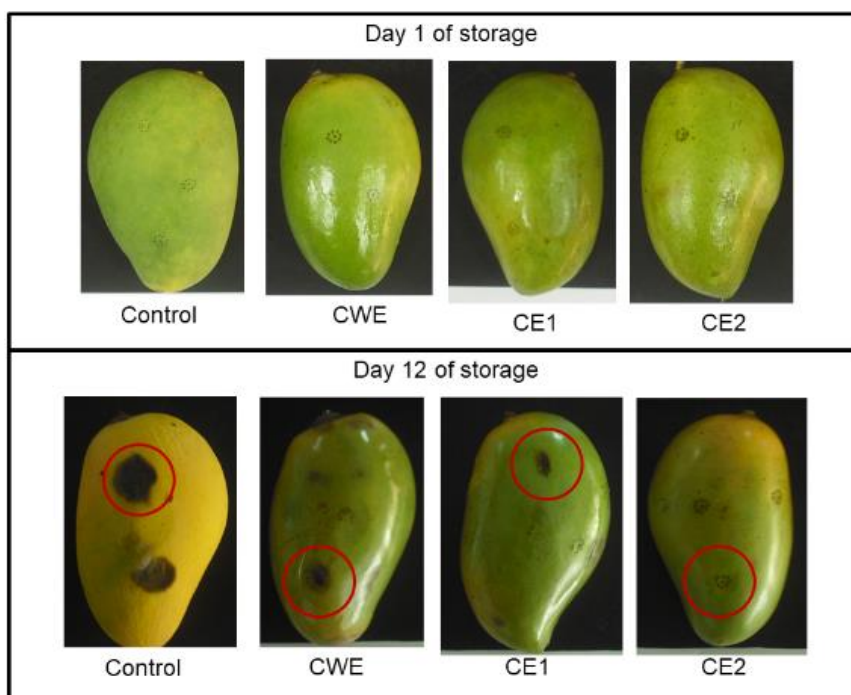 Day 1 of storage
Control
CWE
CE1
CE2
Day 12 of storage
Control
CWE
CE1
CE2